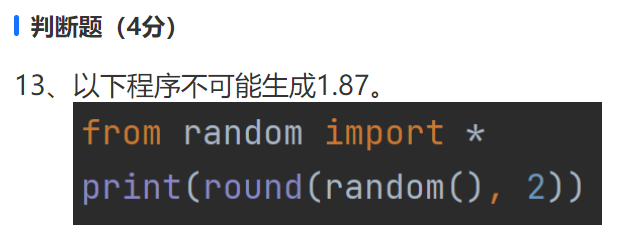 判断题（4分）
13、以下程序不可能生成1.87。
from random import *
print(round(random(), 2))